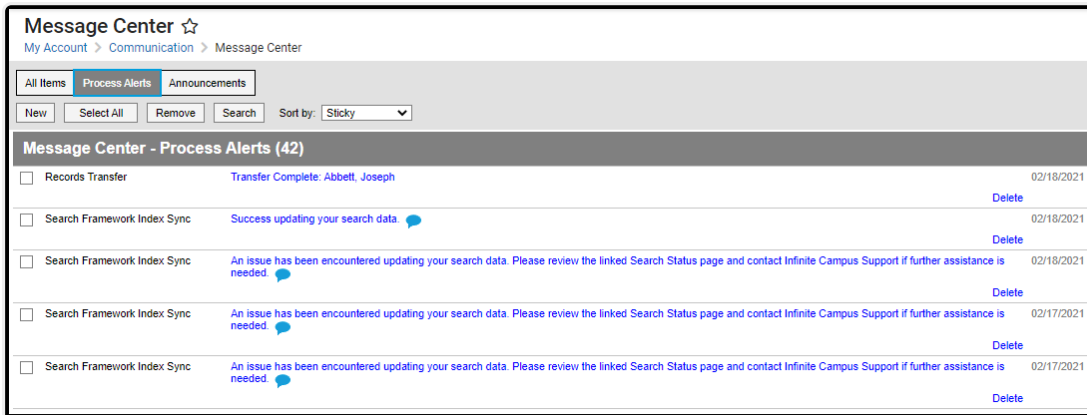 Message Center
My Account > Communication > Message Center
All Items Process Alerts Announcements
New Select All Remove Search Sort by: Sticky
Message Center - Process Alerts (42)
Records Transfer Transfer Complete: Abbett, Joseph 02/18/2021
Delete
Search Framework Index Sync Success updating your search data. 02/18/2021
Delete
Search Framework Index Sync An issue has been encountered updating your search data. Please review the linked Search Status page and contact Infinite Campus Support if further assistance is 02/18/2021
needed.
Delete
Search Framework Index Sync An issue has been encountered updating your search data. Please review the linked Search Status page and contact Infinite Campus Support if further assistance is 02/17/2021
needed.
Delete
Search Framework Index Sync An issue has been encountered updating your search data. Please review the linked Search Status page and contact Infinite Campus Support if further assistance is 02/17/2021
needed.
Delete